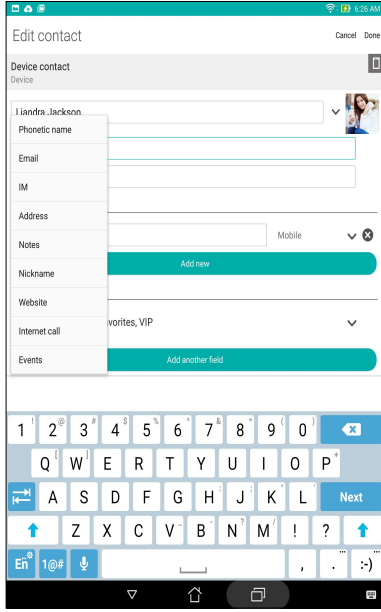 6:26 AM
Edit contact
Cancel Done
Device contact
Device
Liandra Jackson
Phonetic name
Email
IM
Address
Notes
Nickname
Website
Internet call
Events
Mobile
Add new
vorites, VIP
Add another field
1 ! 2 @ 3 # 4 $ 5 % 6 ^ 7 & 8 * 9 ( 0 )
Q [ W ] E R T Y U I O P +
A S D F G H : J ; K " L ' Next
Z X C V - B _ N ? M / ! ?
En 1@# , . ... :-) ...